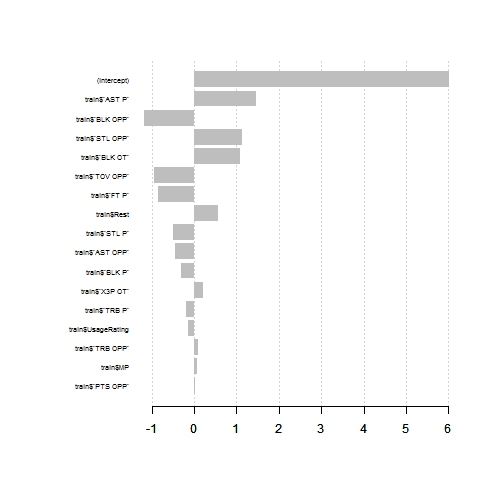 (Intercept)
train$`AST P`
train$`BLK OPP`
train$`STL OPP`
train$`BLK OT`
train$`TOV OPP`
train$`FT P`
train$Rest
train$`STL P`
train$`AST OPP`
train$`BLK P`
train$`X3P OT`
train$`TRB P`
train$UsageRating
train$`TRB OPP`
train$MP
train$`PTS OPP`
-1 0 1 2 3 4 5 6